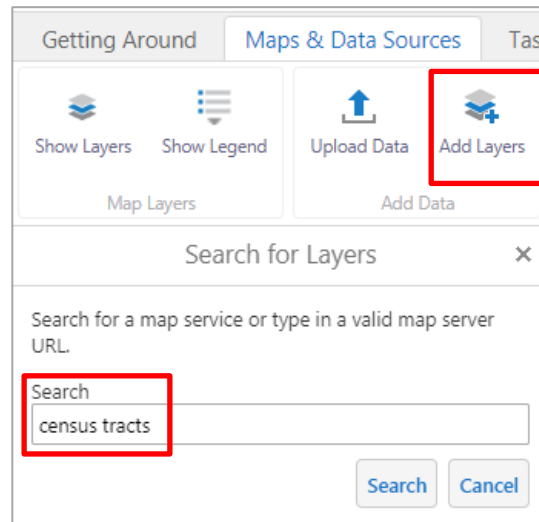 Getting Around Maps & Data Sources Tas
Show Layers Show Legend Upload Data Add Layers
Map Layers Add Data
Search for Layers ×
Search for a map service or type in a valid map server
URL.
Search
census tracts
Search Cancel